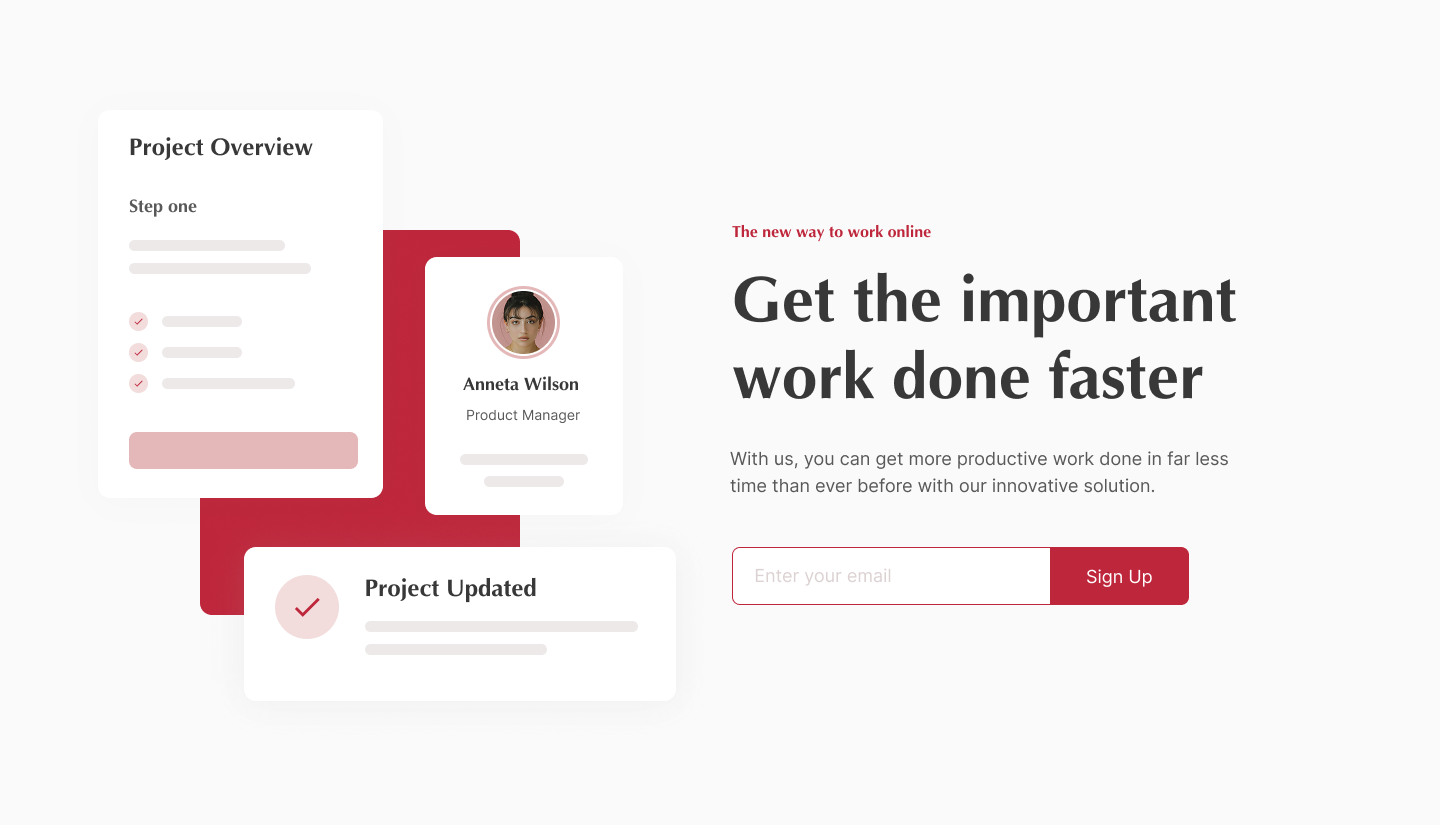 Project Overview
Step one
Anneta Wilson
Product Manager
Project Updated
The new way to work online
Get the important
work done faster
With us, you can get more productive work done in far less
time than ever before with our innovative solution.
Enter your email
Sign Up